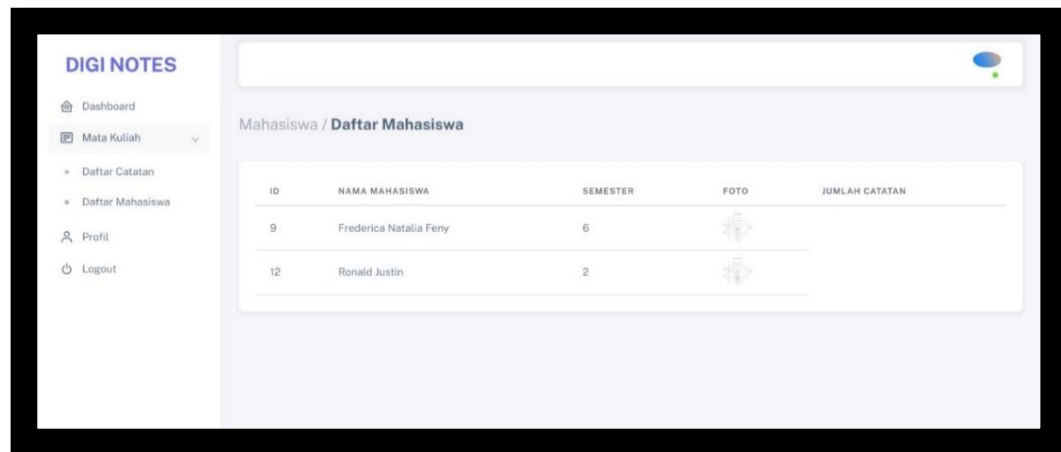 DIGI NOTES
Dashboard
Mata Kuliah
Daftar Catatan
Daftar Mahasiswa
Profil
Logout
Mahasiswa / Daftar Mahasiswa
ID NAMA MAHASISWA SEMESTER FOTO JUMLAH CATATAN
9 Frederica Natalia Feny 6
12 Ronald Justin 2